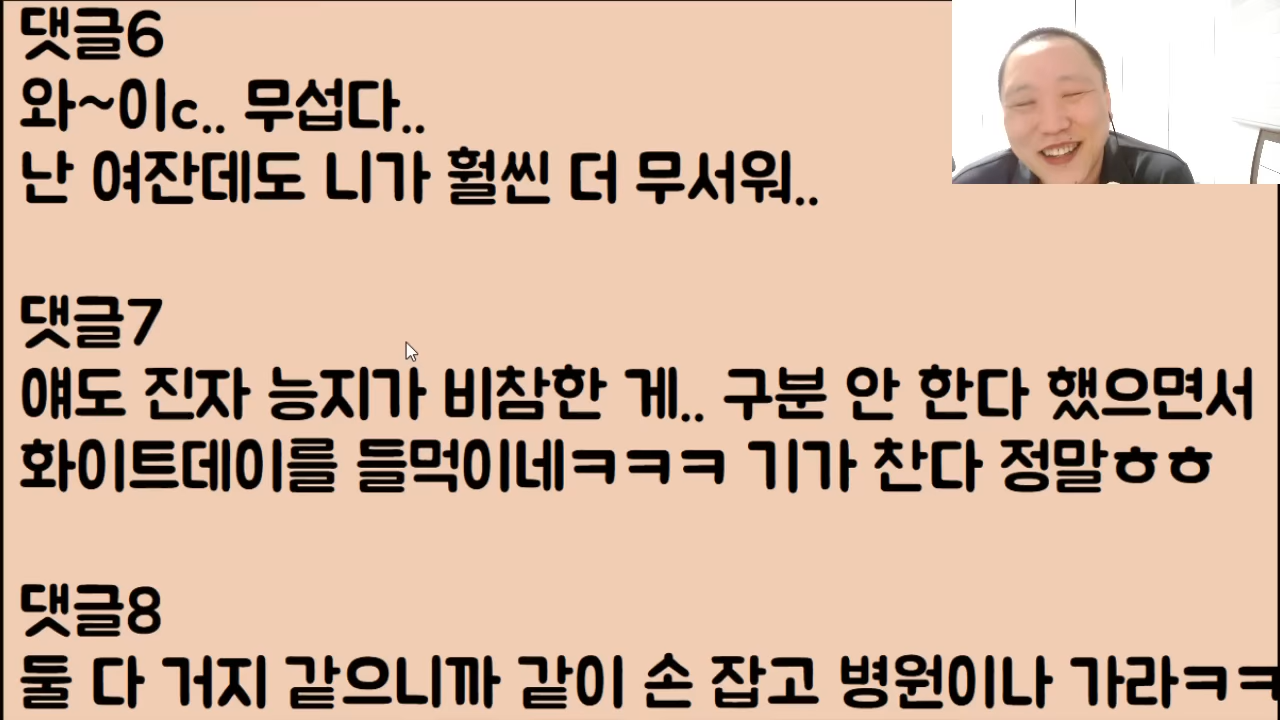 댓글6
와~이c.. 무섭다..
난 여잔데도 니가 훨씬 더 무서워..
댓글7
얘도 진자 능지가 비참한 게.. 구분 안 한다 했으면서
화이트데이를 들먹이네ㅋㅋㅋ 기가 찬다 정말ㅎㅎ
댓글8
둘 다 거지 같으니까 같이 손 잡고 병원이나 가라ㅋㅋ